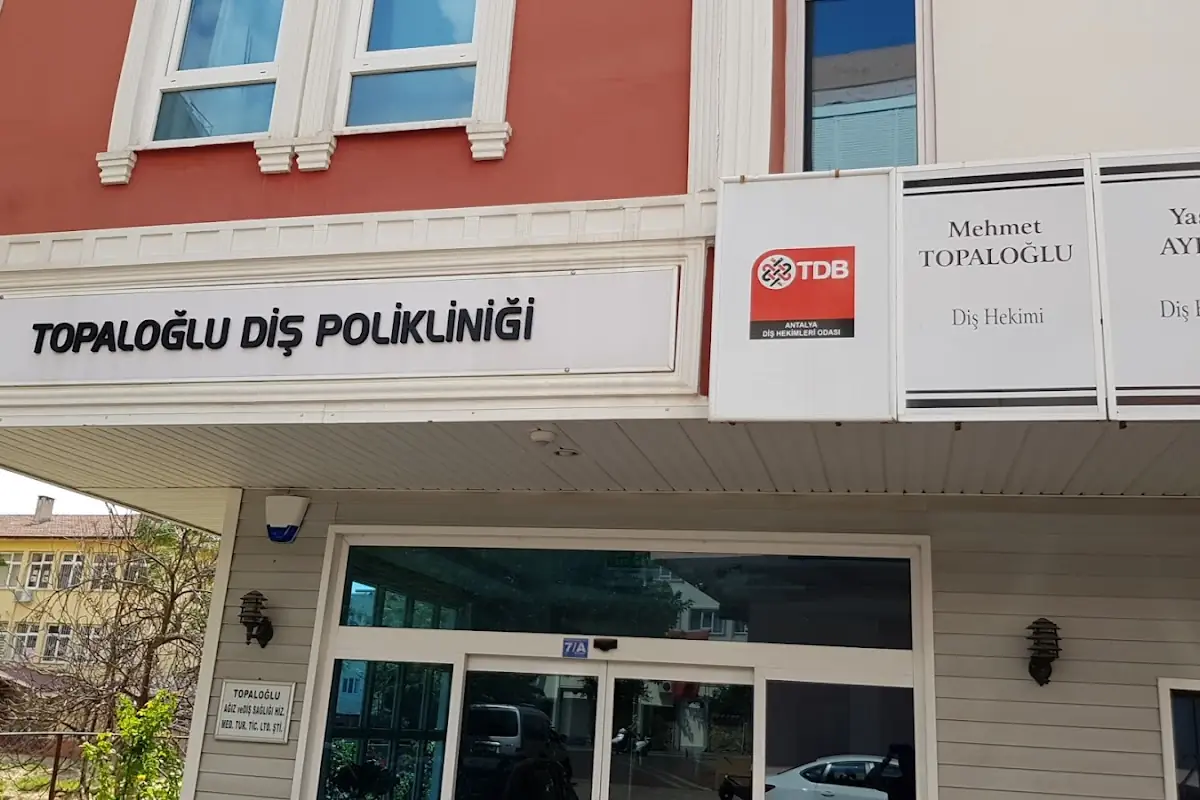 TOPALOĞLU DİŞ POLİKLİNİĞİ
TDB
ANTALYA
DİŞ HEKİMLERİ ODASI
Mehmet
TOPALOĞLU
Diş Hekimi
Diş
7/A
TOPALOĞLU
AĞIZ veDİŞ SAĞLIĞI HİZ.
MED. TUR. TİC. LTD. ŞTİ.